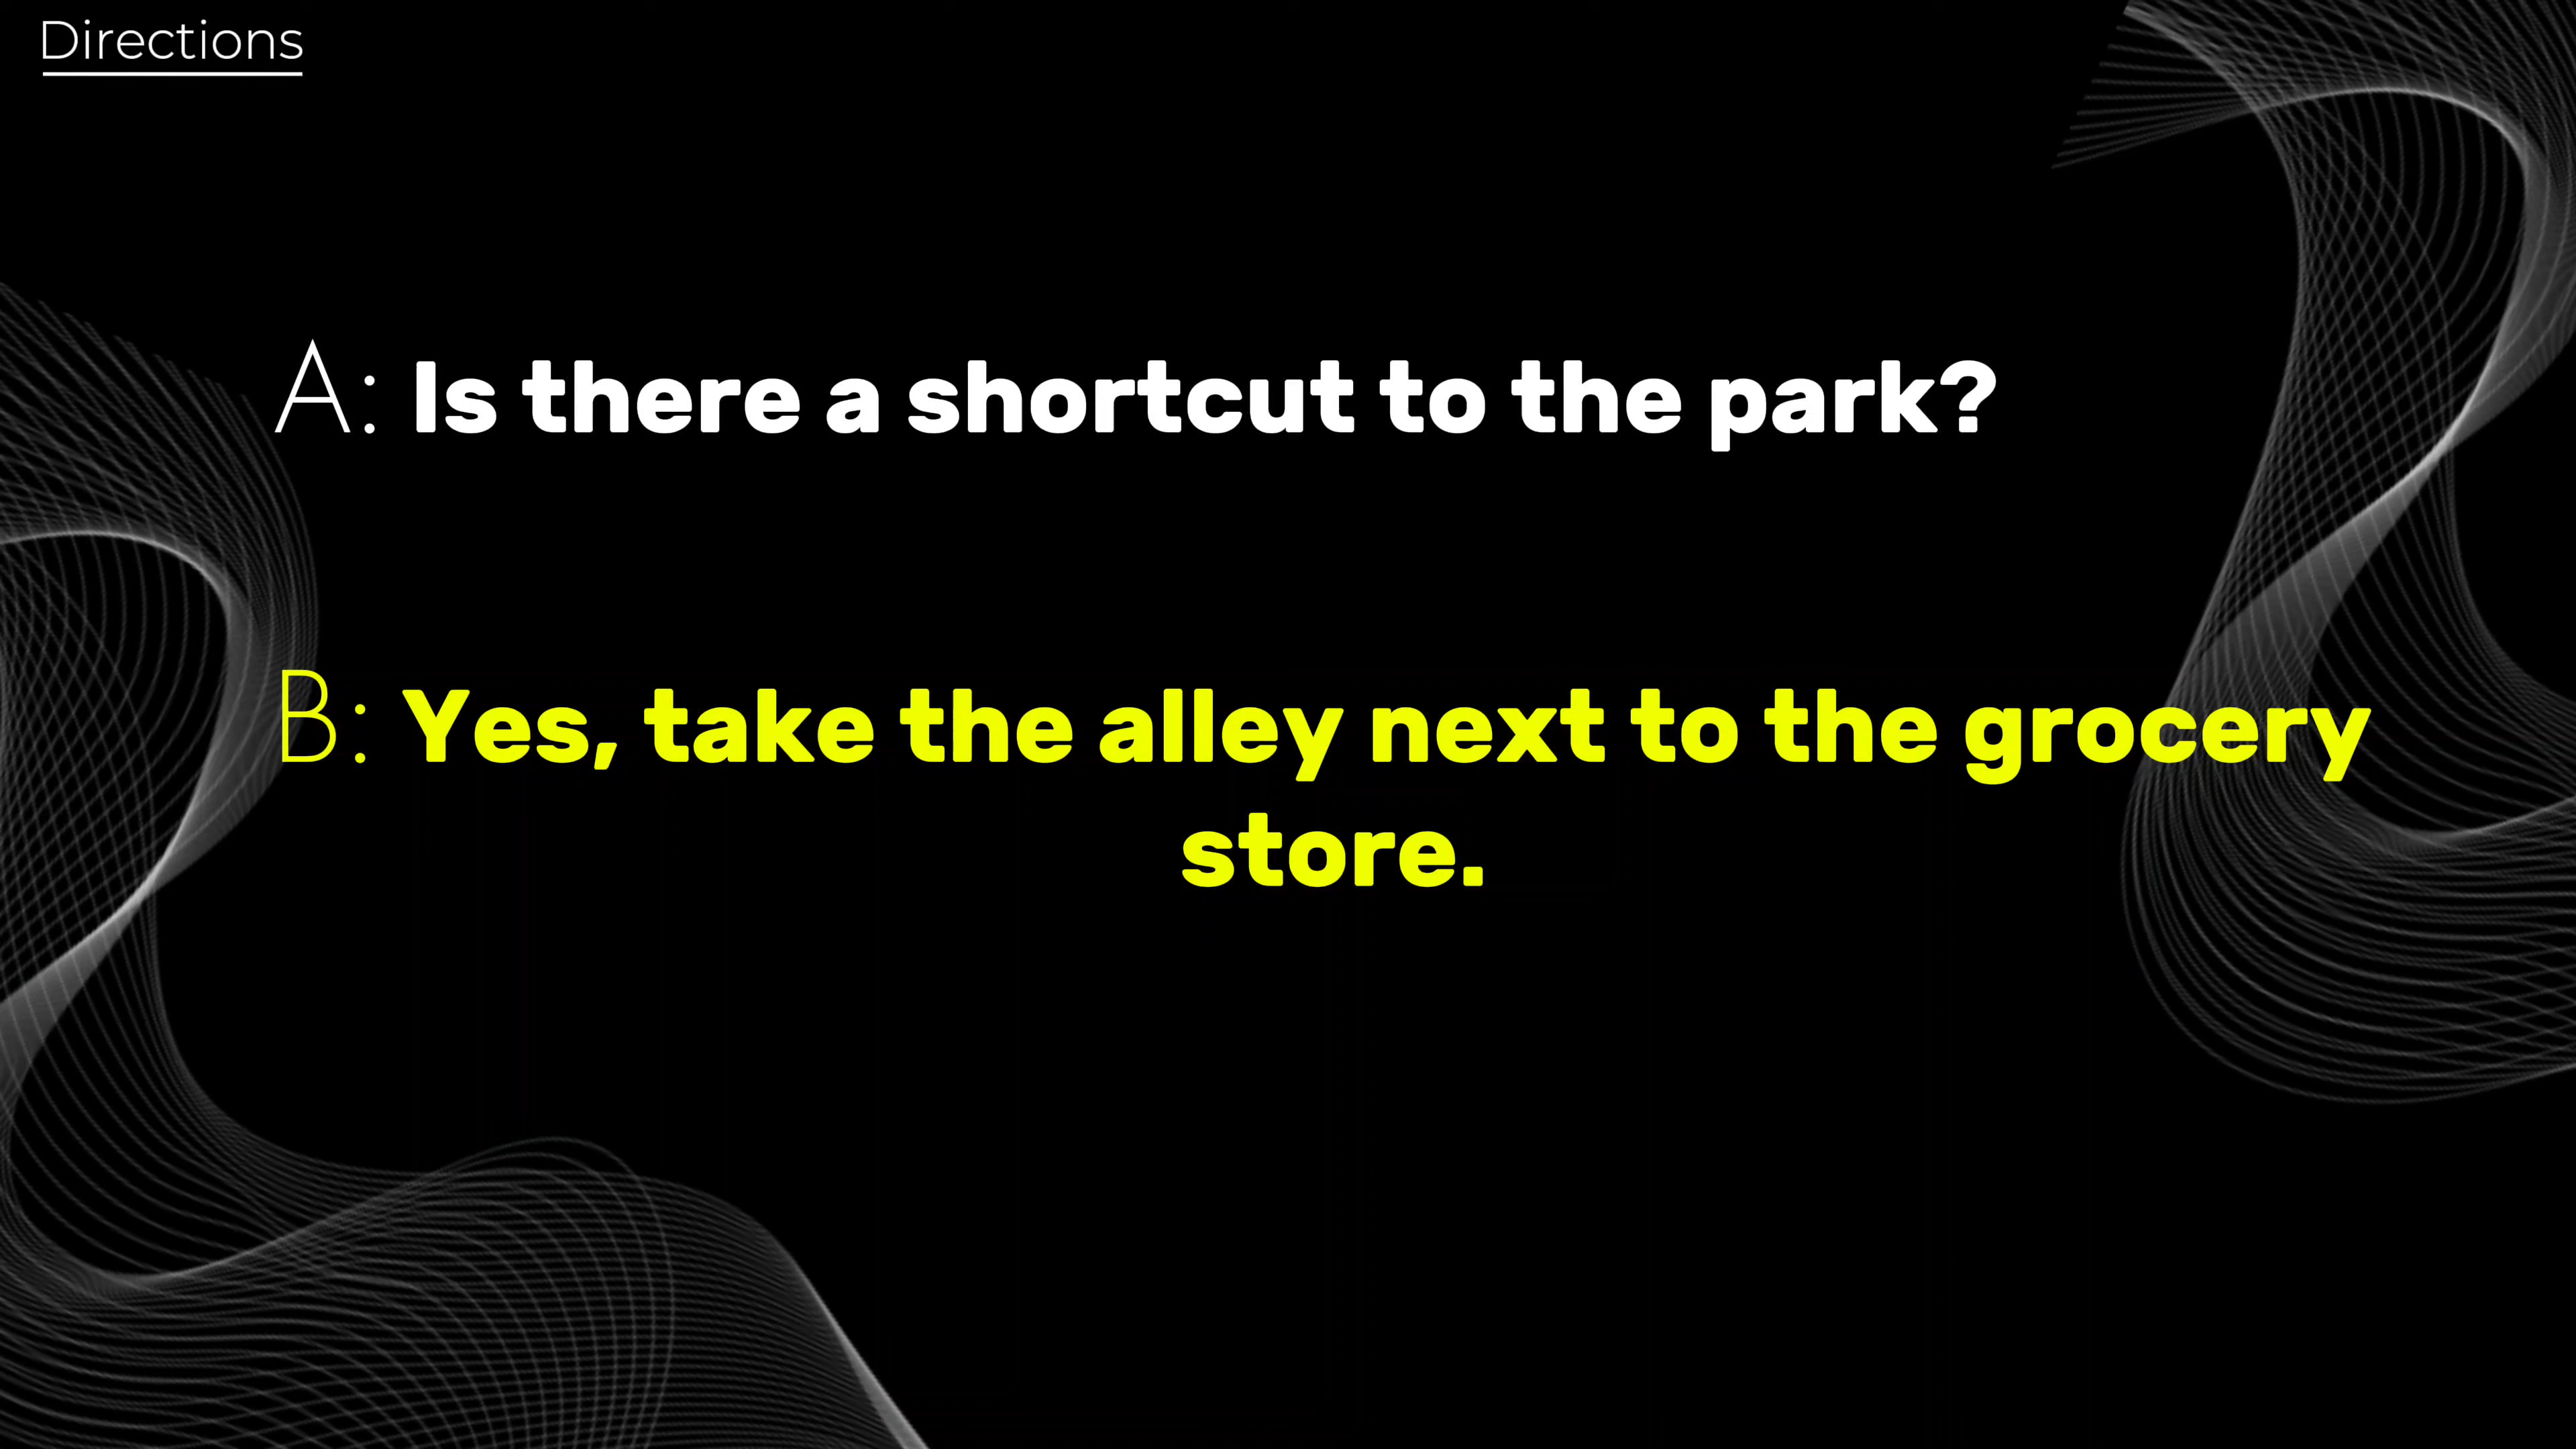 Directions
A: Is there a shortcut to the park?
B: Yes, take the alley next to the grocery
store.